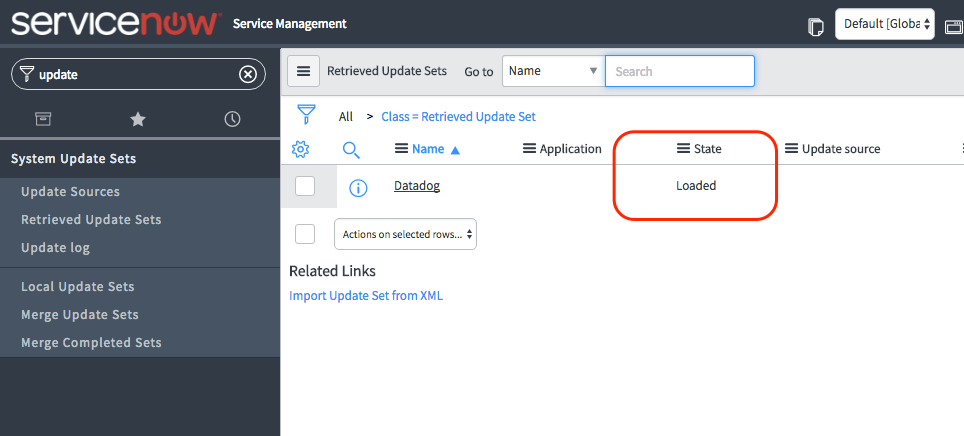 servicenow Service Management
Default [Globa
update
Retrieved Update Sets Go to Name Search
All > Class = Retrieved Update Set
Name Application State Update source
Datadog Loaded
Actions on selected rows...
Related Links
Import Update Set from XML
System Update Sets
Update Sources
Retrieved Update Sets
Update log
Local Update Sets
Merge Update Sets
Merge Completed Sets